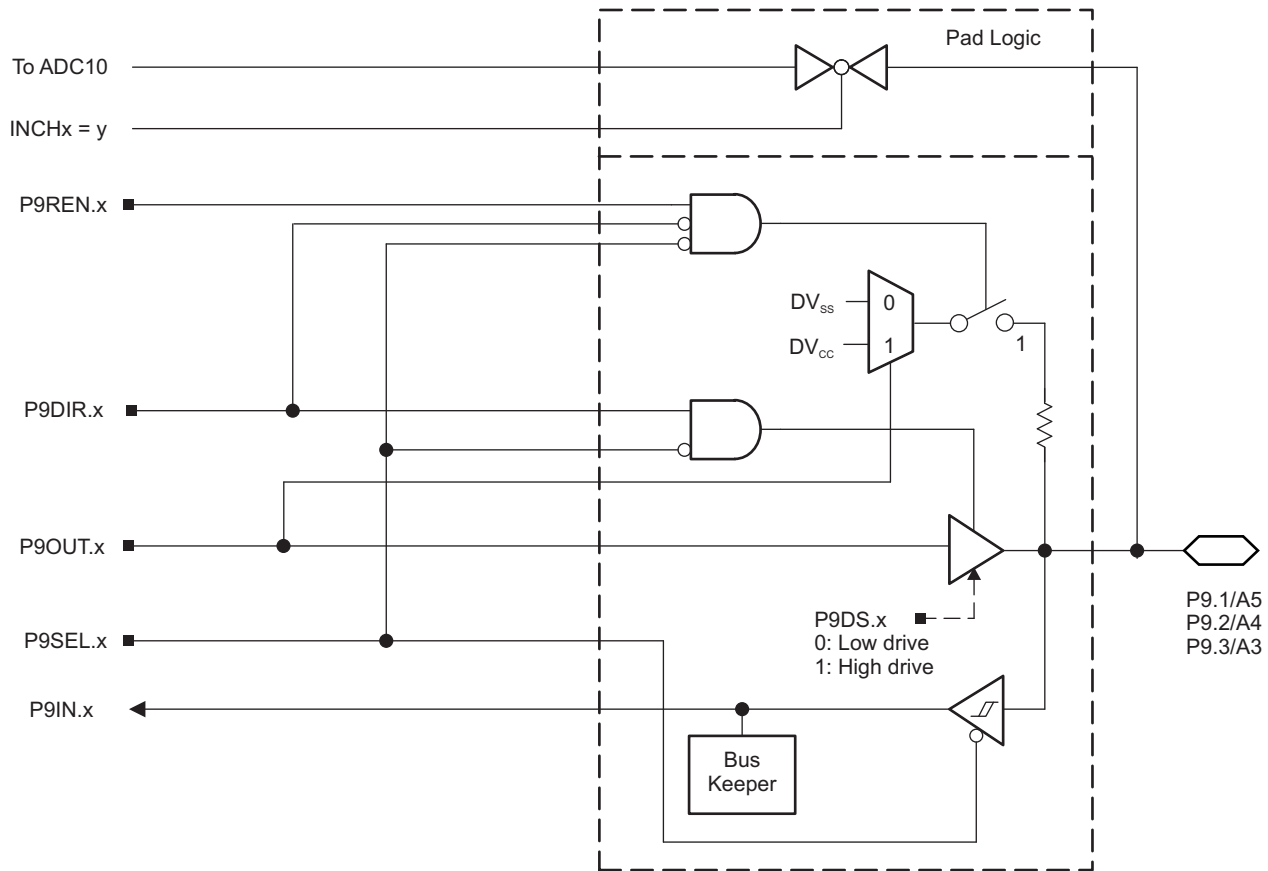 Pad Logic
To ADC10
INCHx = y
P9REN.x
DVSS
0
DVCC
1
1
P9DIR.x
P9OUT.x
P9DS.x
0: Low drive
1: High drive
P9.1/A5
P9.2/A4
P9.3/A3
P9SEL.x
P9IN.x
Bus
Keeper